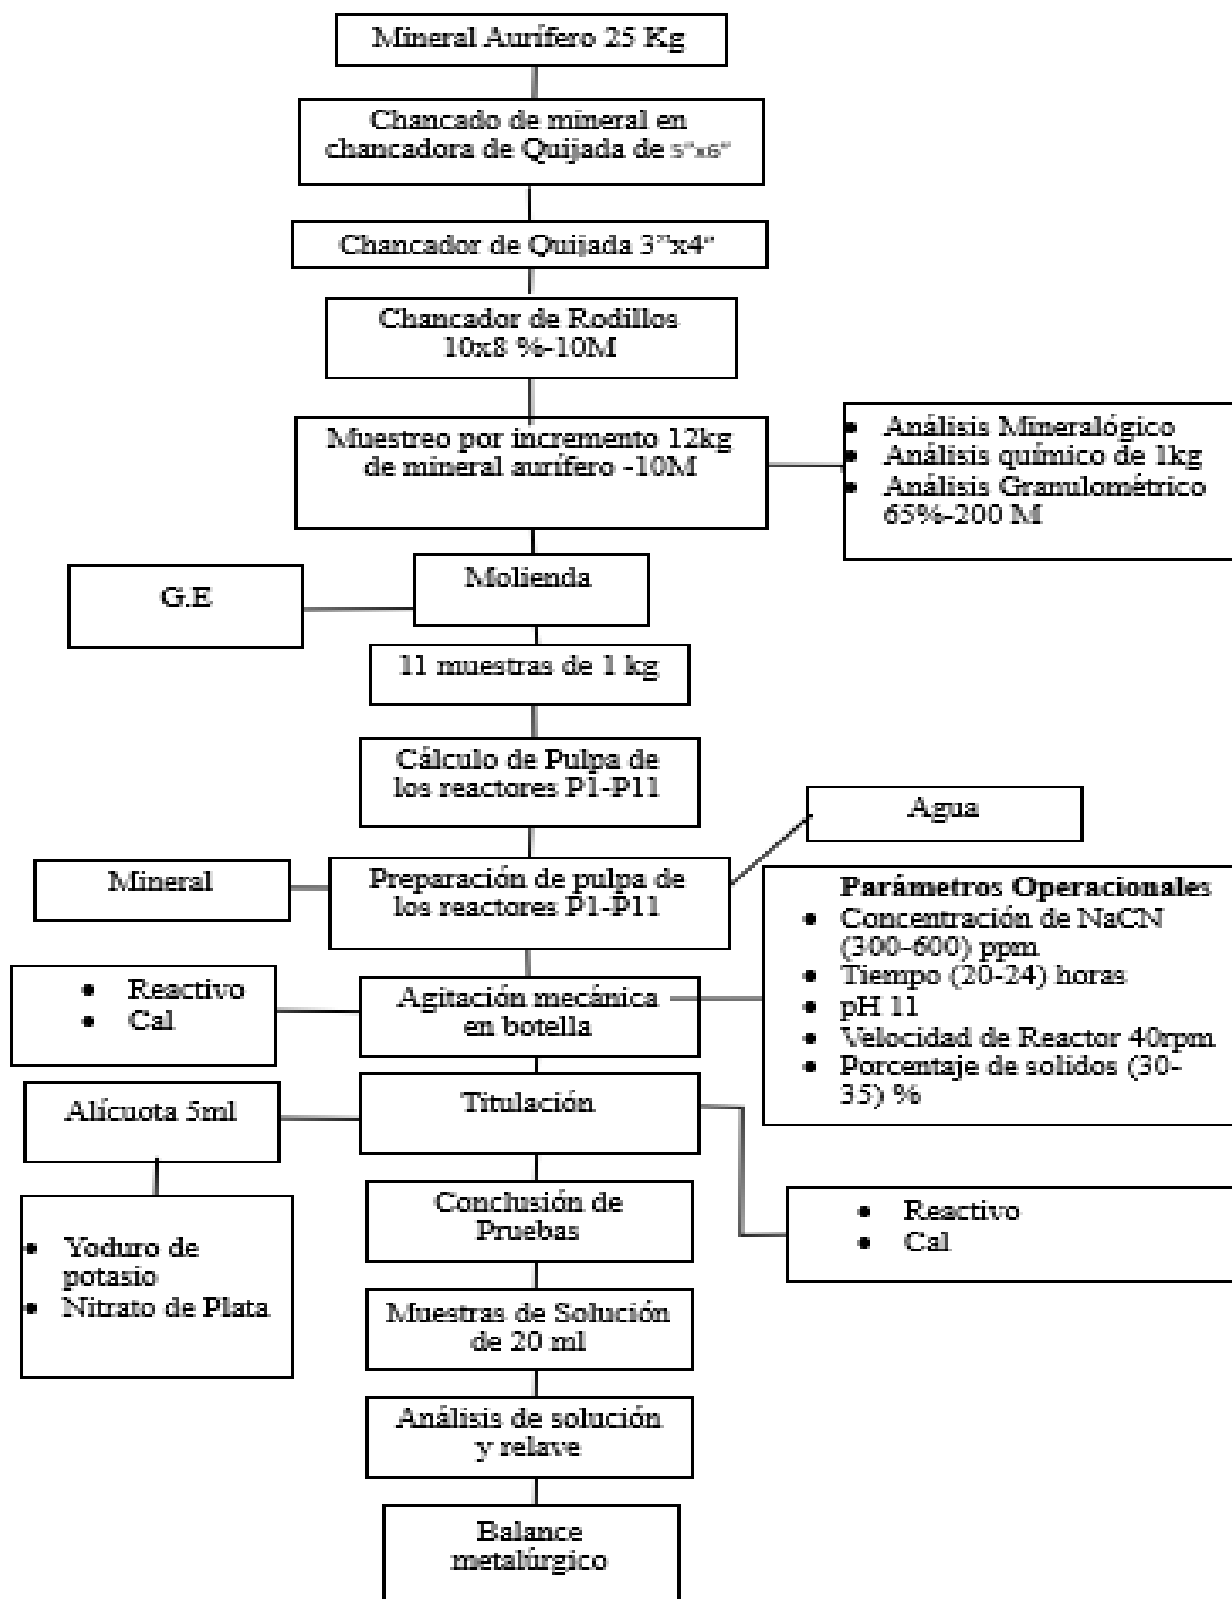 Mineral Aurífero 25 Kg
Chancado de mineral en
chancadora de Quijada de 5"x6"
Chancador de Quijada 3"x4"
Chancador de Rodillos
10x8 %-10M
Muestreo por incremento 12kg
de mineral aurífero -10M
• Análisis Mineralógico
• Análisis químico de 1kg
• Análisis Granulométrico
65%-200 M
Molienda
G.E
11 muestras de 1 kg
Cálculo de Pulpa de
los reactores P1-P11
Agua
Mineral
Preparación de pulpa de
los reactores P1-P11
Parámetros Operacionales
• Concentración de NaCN
(300-600) ppm
• Tiempo (20-24) horas
• pH 11
• Velocidad de Reactor 40rpm
• Porcentaje de solidos (30-
35) %
• Reactivo
• Cal
Agitación mecánica
en botella
Alícuota 5ml
Titulación
• Yoduro de
potasio
• Nitrato de Plata
• Reactivo
• Cal
Conclusión de
Pruebas
Muestras de Solución
de 20 ml
Análisis de solución
y relave
Balance
metalúrgico